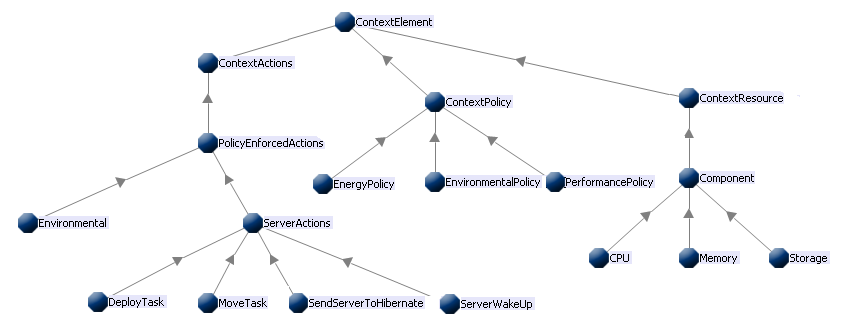 ContextElement
ContextActions
ContextPolicy
ContextResource
PolicyEnforcedActions
EnergyPolicy
EnvironmentalPolicy
PerformancePolicy
Component
Environmental
ServerActions
CPU
Memory
Storage
DeployTask
MoveTask
SendServerToHibernate
ServerWakeUp